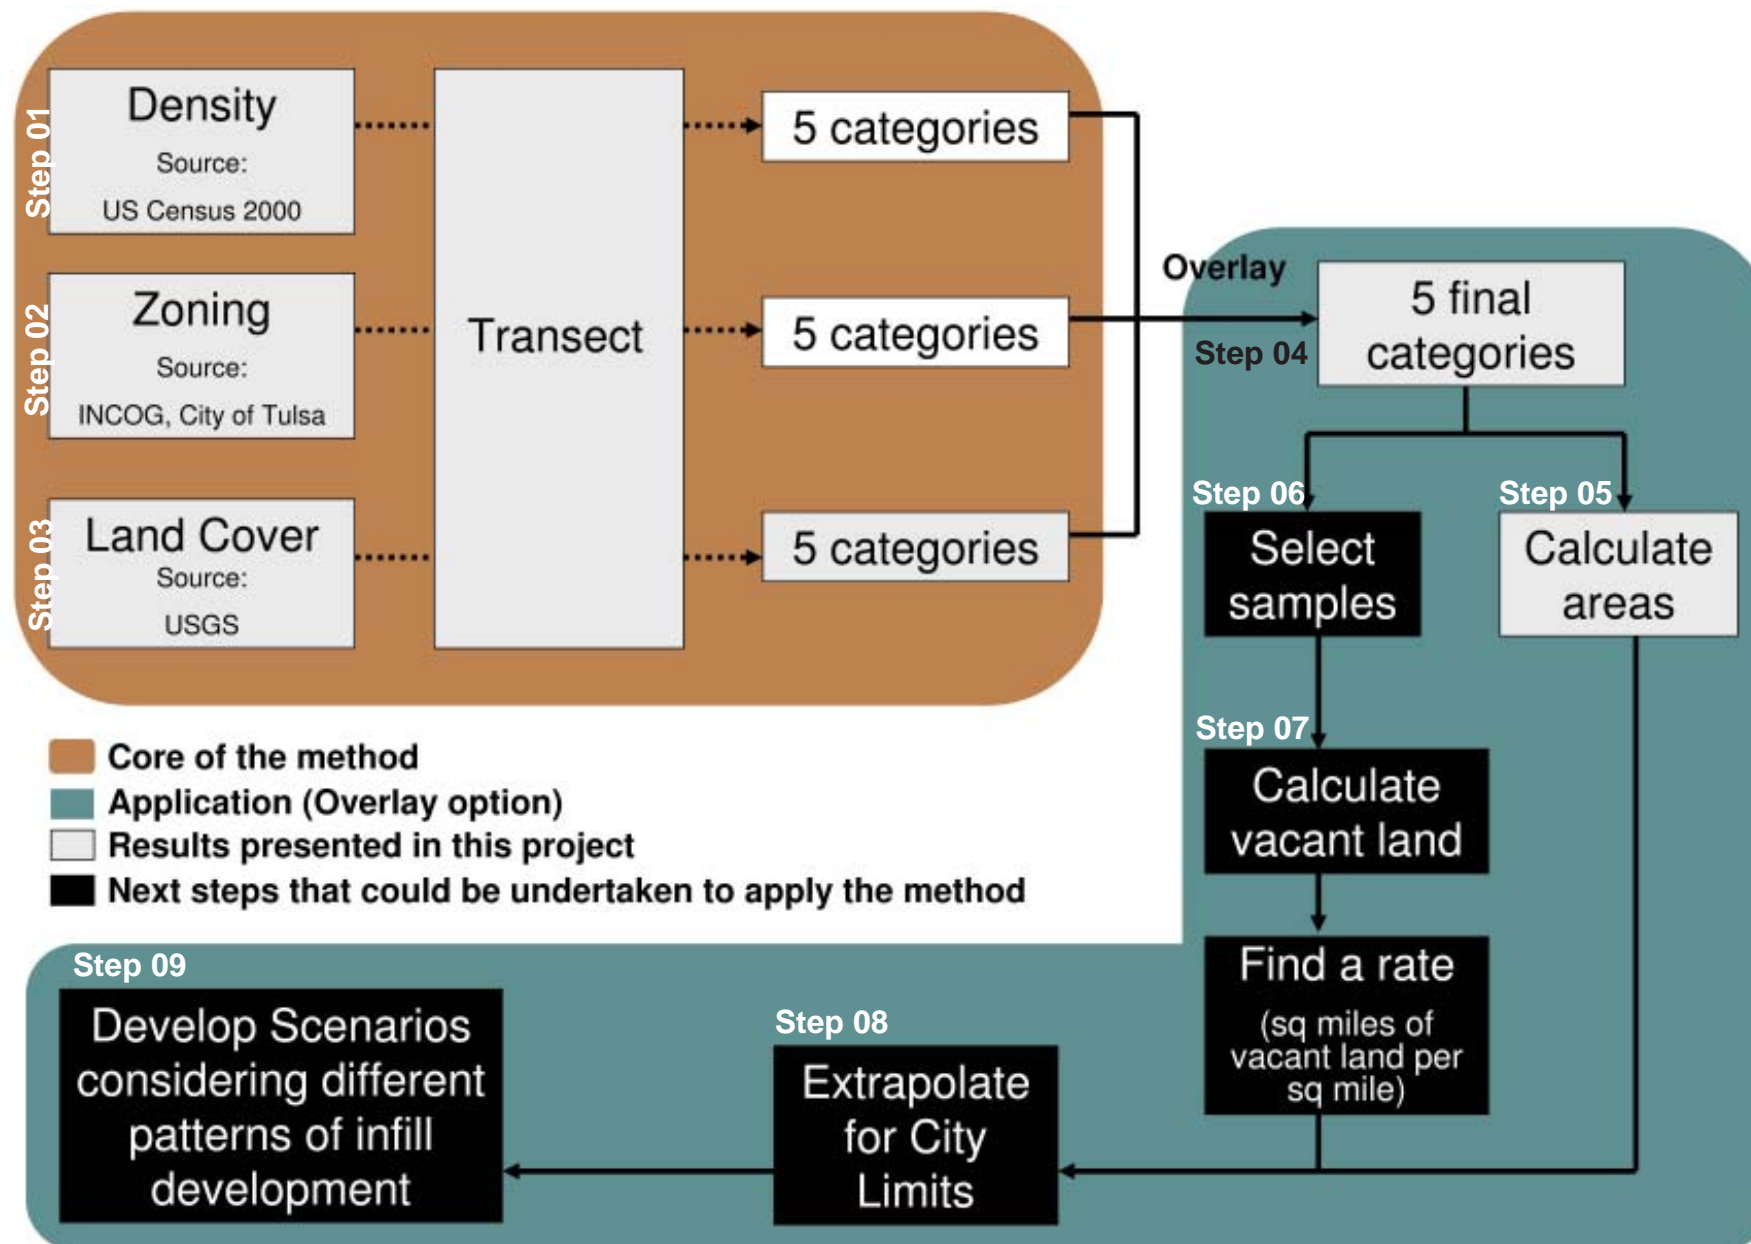 Step 01
Density
Source:
US Census 2000
Step 02
Zoning
Source:
INCOG, City of Tulsa
Step 03
Land Cover
Source:
USGS
Transect
5 categories
5 categories
5 categories
Overlay
Step 04
5 final
categories
Step 06
Select
samples
Step 05
Calculate
areas
Step 07
Calculate
vacant land
Find a rate
(sq miles of
vacant land per
sq mile)
Step 08
Extrapolate
for City
Limits
Step 09
Develop Scenarios
considering different
patterns of infill
development
Core of the method
Application (Overlay option)
Results presented in this project
Next steps that could be undertaken to apply the method